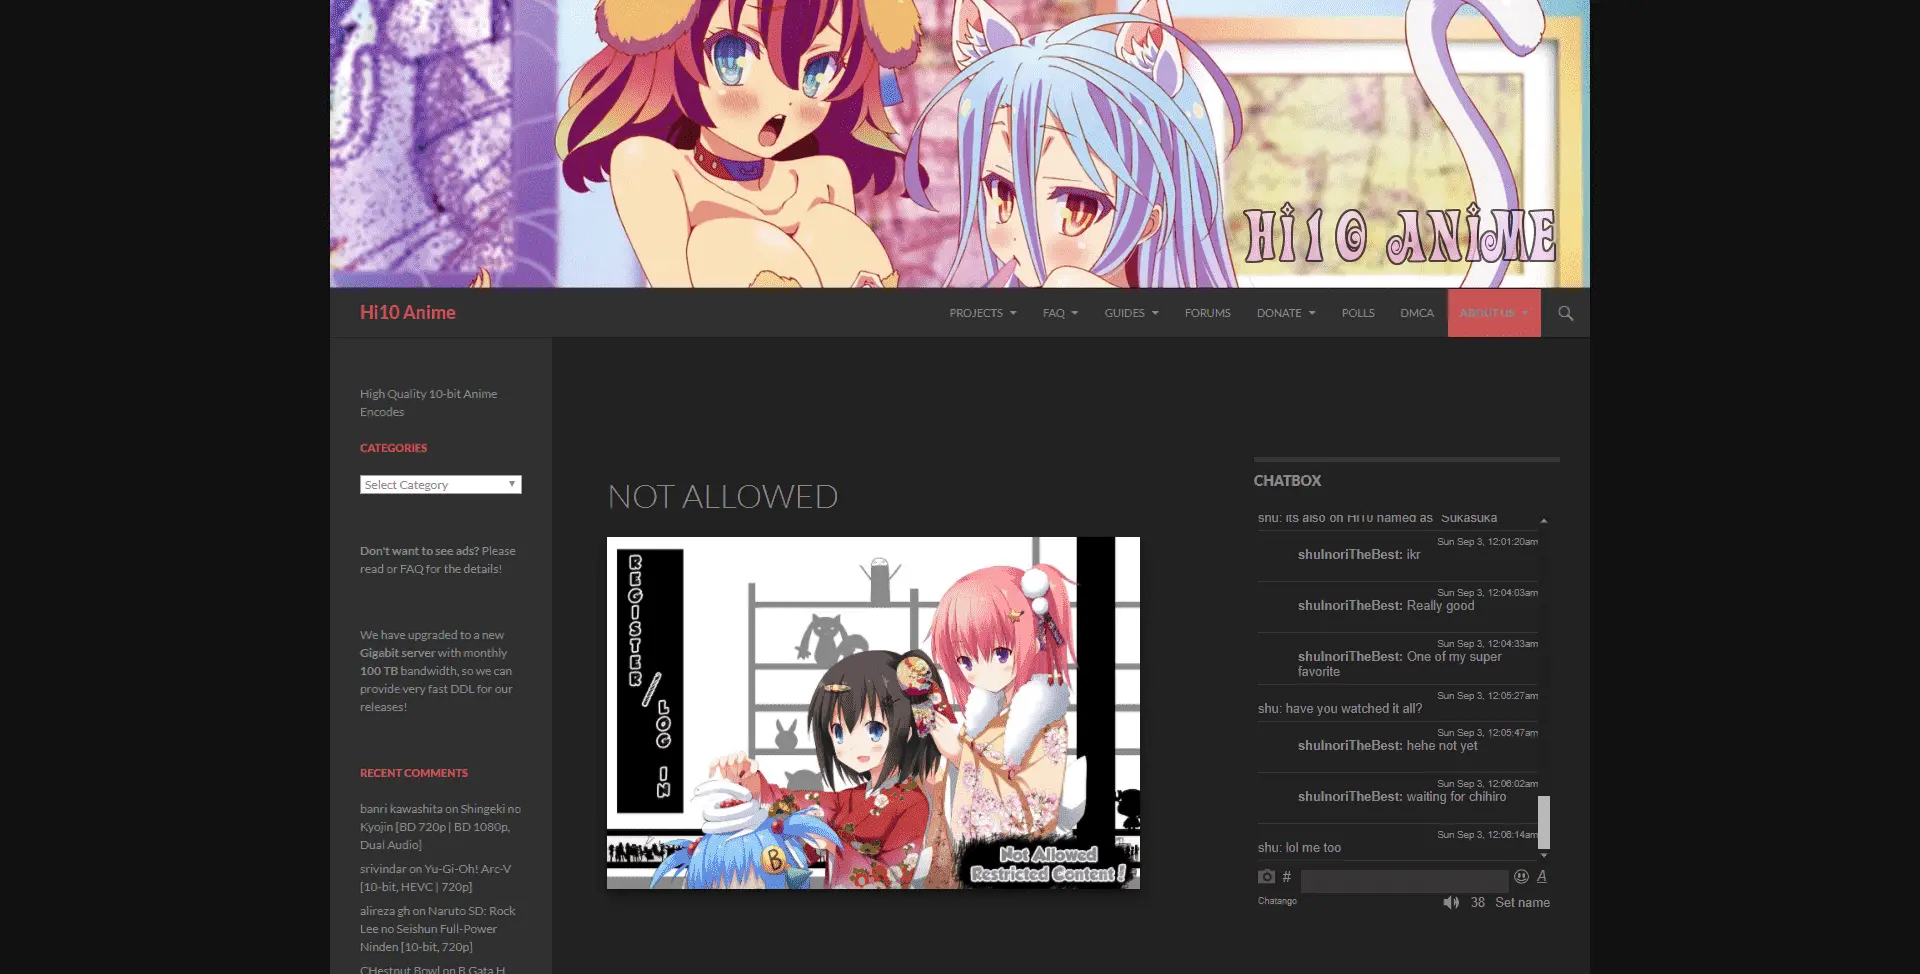 Hi10 ANiME
Hi10 Anime
PROJECTS
FAQ
GUIDES
FORUMS
DONATE
POLLS
DMCA
ABOUT US
High Quality 10-bit Anime
Encodes
CATEGORIES
Select Category
Don't want to see ads? Please
read or FAQ for the details!
We have upgraded to a new
Gigabit server with monthly
100 TB bandwidth, so we can
provide very fast DDL for our
releases!
RECENT COMMENTS
banri kawashita on Shingeki no
Kyojin [BD 720p | BD 1080p,
Dual Audio]
srivindar on Yu-Gi-Oh! Arc-V
[10-bit, HEVC | 720p]
alireza gh on Naruto SD: Rock
Lee no Seishun Full-Power
Ninden [10-bit, 720p]
CHestnut Bowl on B Gata H
NOT ALLOWED
REGISTER / LOG IN
B
Not Allowed
Restricted Content !
CHATBOX
shu: its also on Hi10 named as "Sukasuka
Sun Sep 3, 12:01:20am
shuInoriTheBest: ikr
Sun Sep 3, 12:04:03am
shuInoriTheBest: Really good
Sun Sep 3, 12:04:33am
shuInoriTheBest: One of my super
favorite
Sun Sep 3, 12:05:27am
shu: have you watched it all?
Sun Sep 3, 12:05:47am
shuInoriTheBest: hehe not yet
Sun Sep 3, 12:06:02am
shuInoriTheBest: waiting for chihiro
Sun Sep 3, 12:06:14am
shu: lol me too
#
A
Chatango
38
Set name